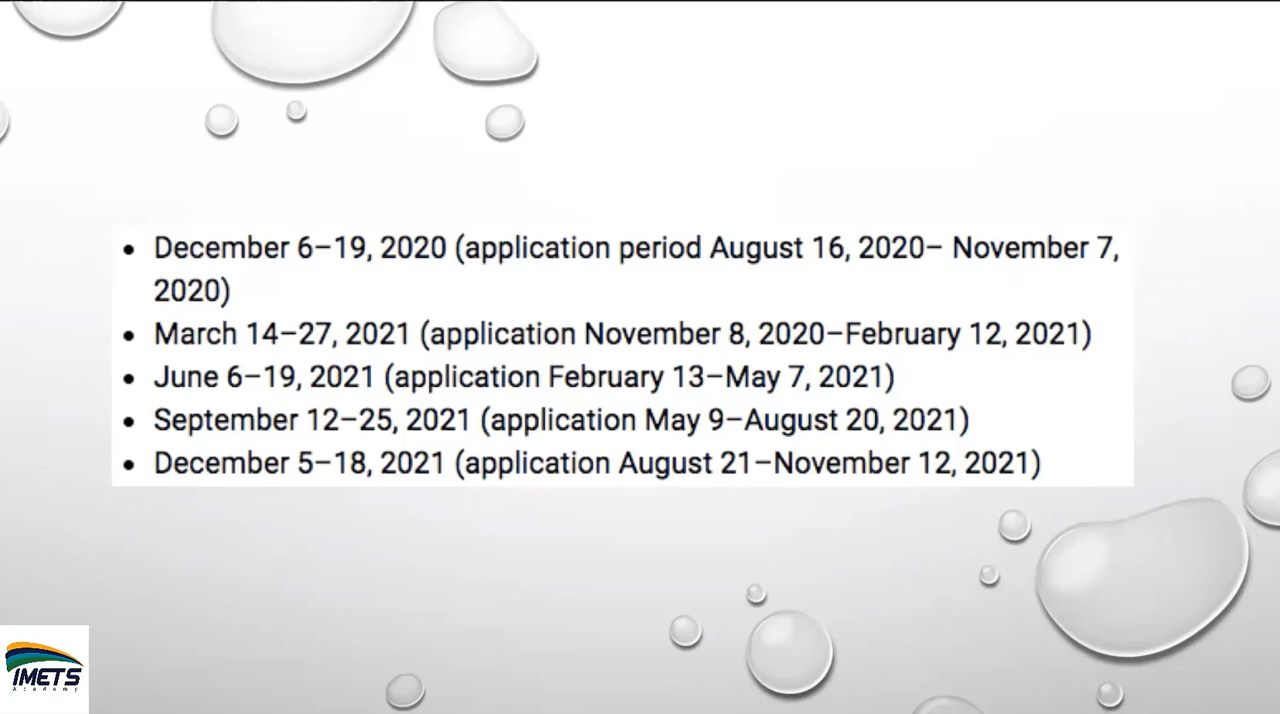 • December 6–19, 2020 (application period August 16, 2020– November 7,
2020)
• March 14–27, 2021 (application November 8, 2020–February 12, 2021)
• June 6–19, 2021 (application February 13–May 7, 2021)
• September 12–25, 2021 (application May 9–August 20, 2021)
• December 5–18, 2021 (application August 21–November 12, 2021)
IMETS
Academy